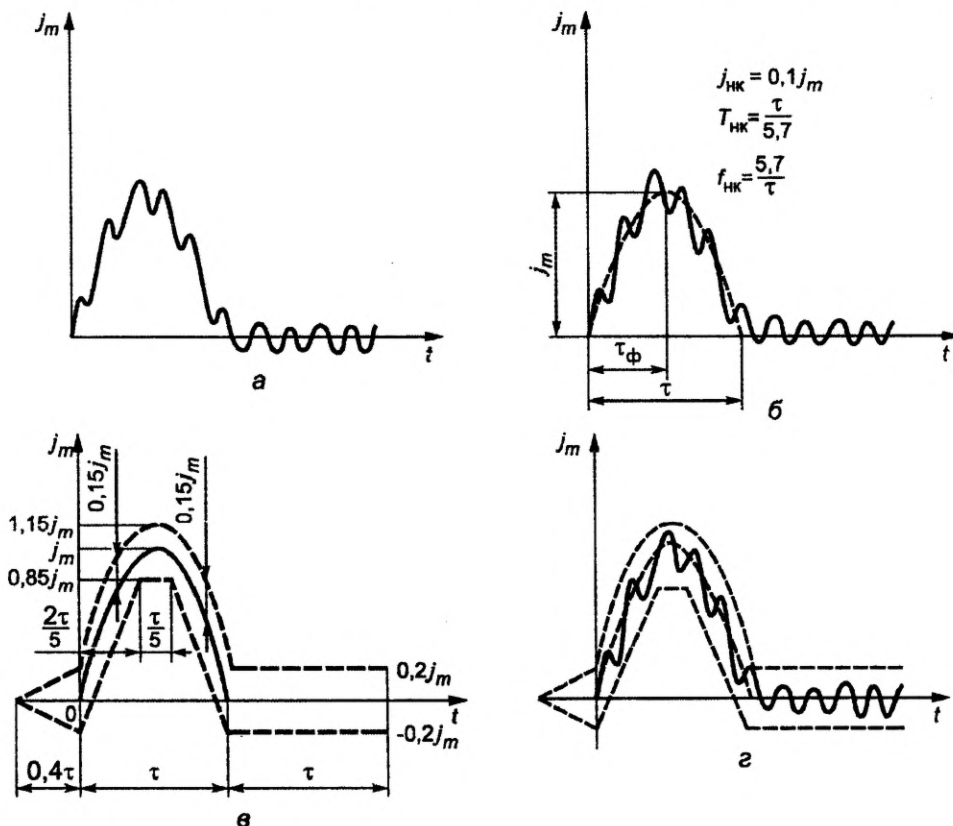 j_m
t
а
j_m
j_нк = 0,1j_m
T_нк = τ/5,7
f_нк = 5,7/τ
j_m
τ_ф
τ
t
б
j_m
0,15j_m
0,15j_m
1,15j_m
j_m
0,85j_m
2τ/5
τ/5
0,2j_m
0
t
-0,2j_m
0,4τ
τ
τ
в
j_m
t
г